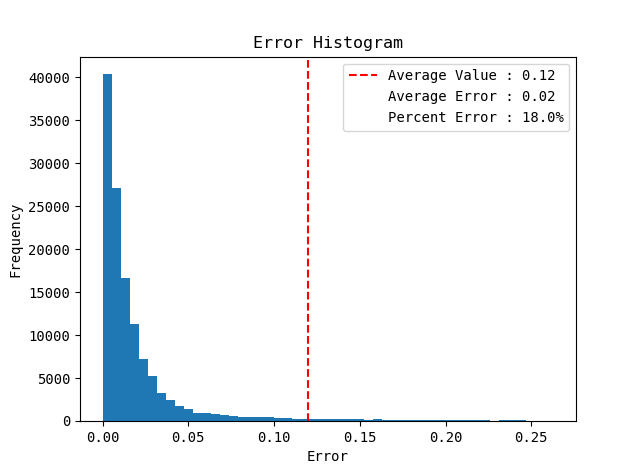 Error Histogram
Average Value : 0.12
Average Error : 0.02
Percent Error : 18.0%
Frequency
40000
35000
30000
25000
20000
15000
10000
5000
0
0.00 0.05 0.10 0.15 0.20 0.25
Error